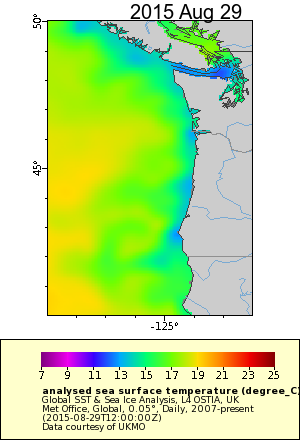 2015 Aug 29
50°
45°
-125°
7 9 11 13 15 17 19 21 23 25
analysed sea surface temperature (degree_C)
Global SST & Sea Ice Analysis, L4 OSTIA, UK
Met Office, Global, 0.05°, Daily, 2007-present
(2015-08-29T12:00:00Z)
Data courtesy of UKMO